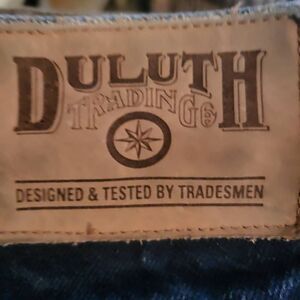 DULUTH
TRADING Co
DESIGNED & TESTED BY TRADESMEN